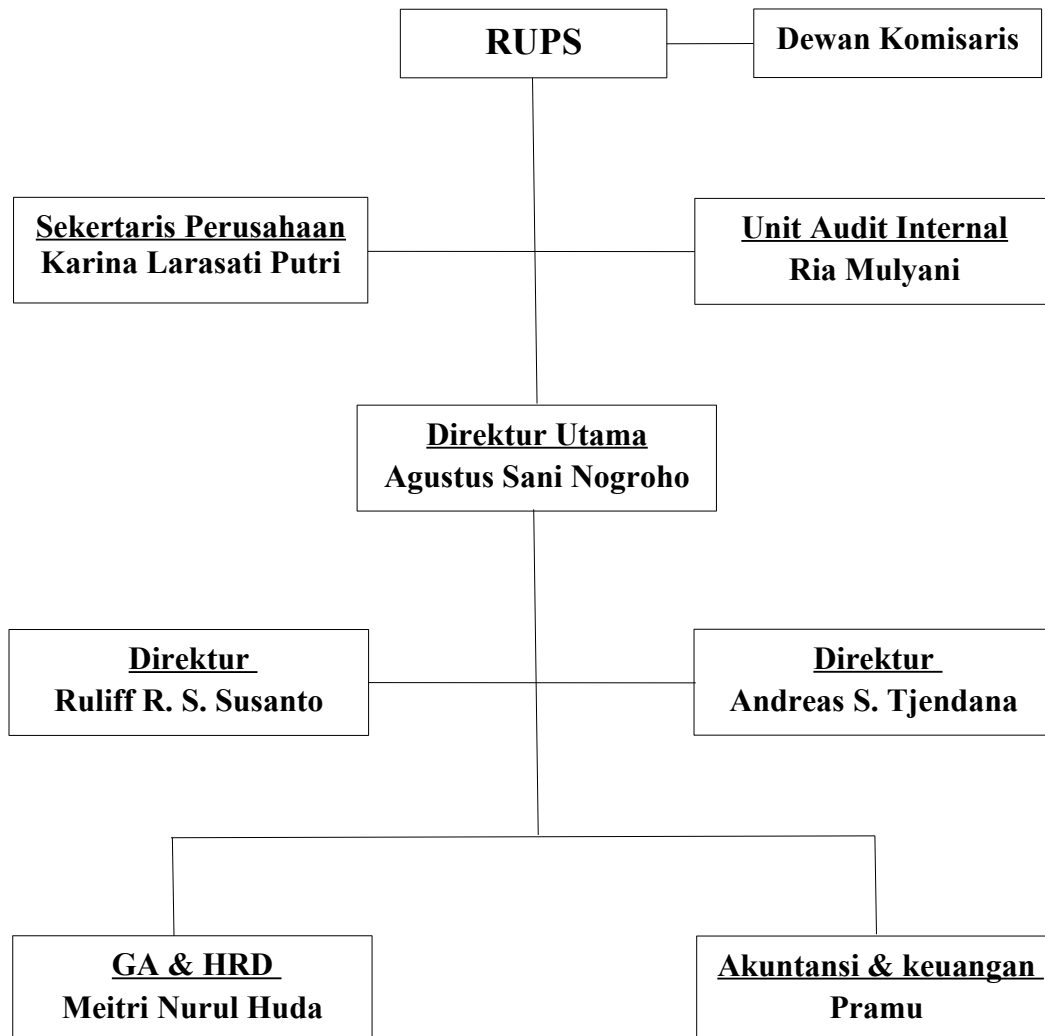 RUPS
Dewan Komisaris
Sekertaris Perusahaan
Karina Larasati Putri
Unit Audit Internal
Ria Mulyani
Direktur Utama
Agustus Sani Nogroho
Direktur
Ruliff R. S. Susanto
Direktur
Andreas S. Tjendana
GA & HRD
Meitri Nurul Huda
Akuntansi & keuangan
Pramu